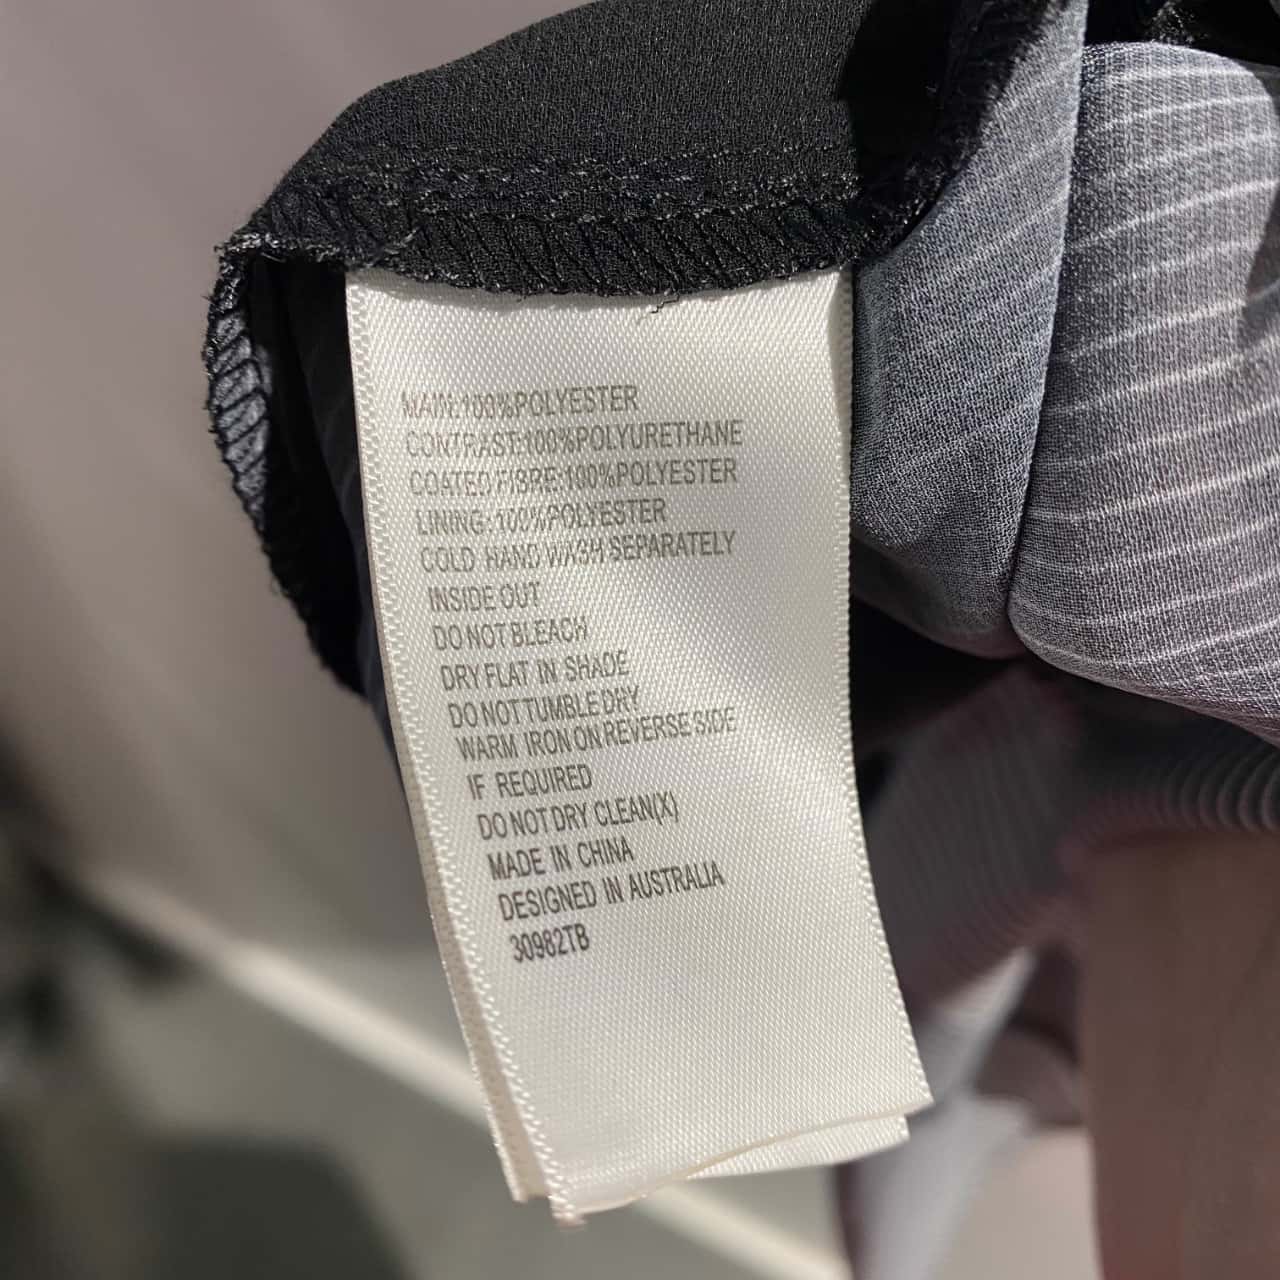 MAIN:100%POLYESTER
CONTRAST:100%POLYURETHANE
COATED FIBRE:100%POLYESTER
LINING:100%POLYESTER
COLD HAND WASH SEPARATELY
INSIDE OUT
DO NOT BLEACH
DRY FLAT IN SHADE
DO NOT TUMBLE DRY
WARM IRON ON REVERSE SIDE
IF REQUIRED
DO NOT DRY CLEAN(X)
MADE IN CHINA
DESIGNED IN AUSTRALIA
30982TB